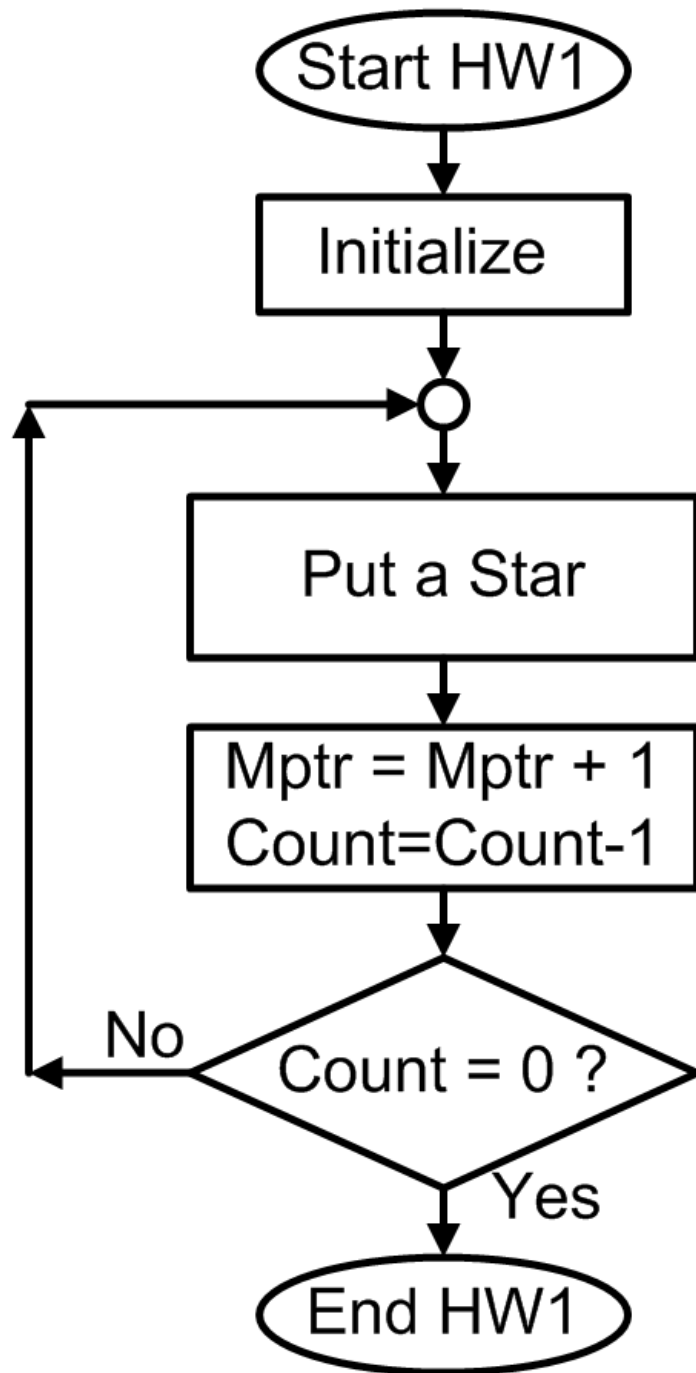 Start HW1
Initialize
Put a Star
Mptr = Mptr + 1
Count=Count-1
Count = 0 ?
No
Yes
End HW1